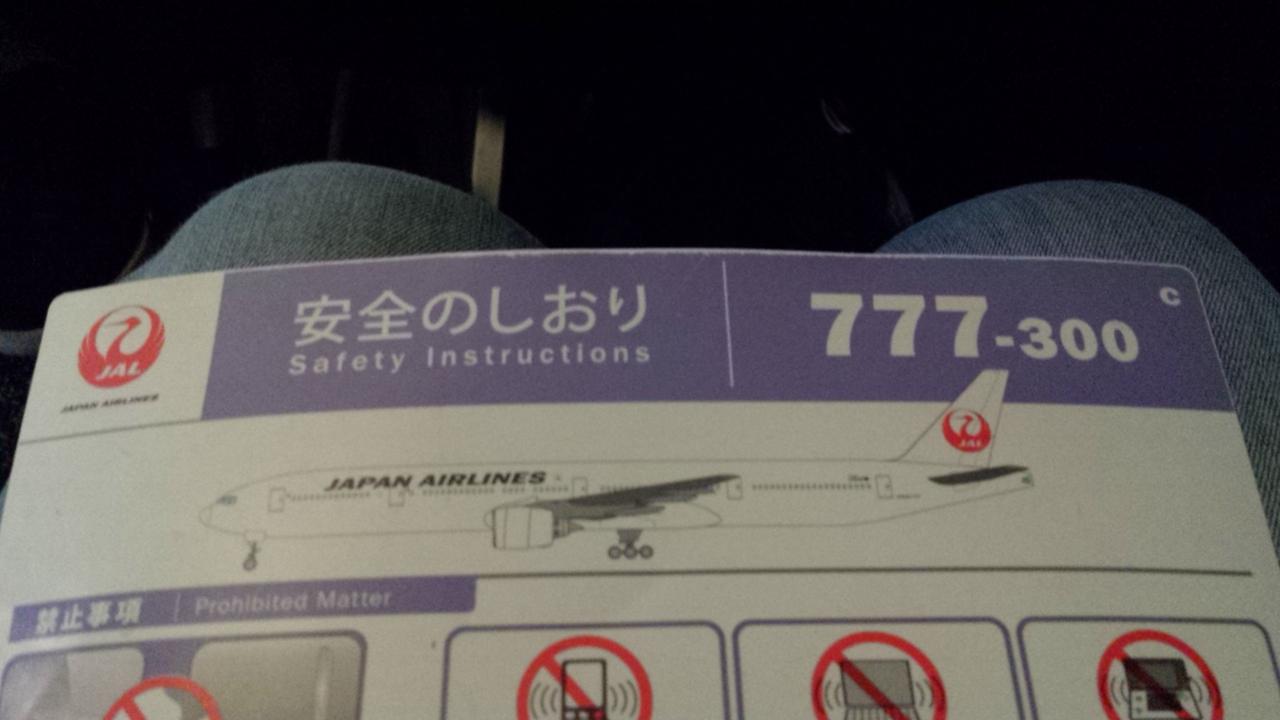 JAL
JAPAN AIRLINES
安全のしおり
Safety Instructions
777-300
C
JAPAN AIRLINES
JAL
禁止事項
Prohibited Matter